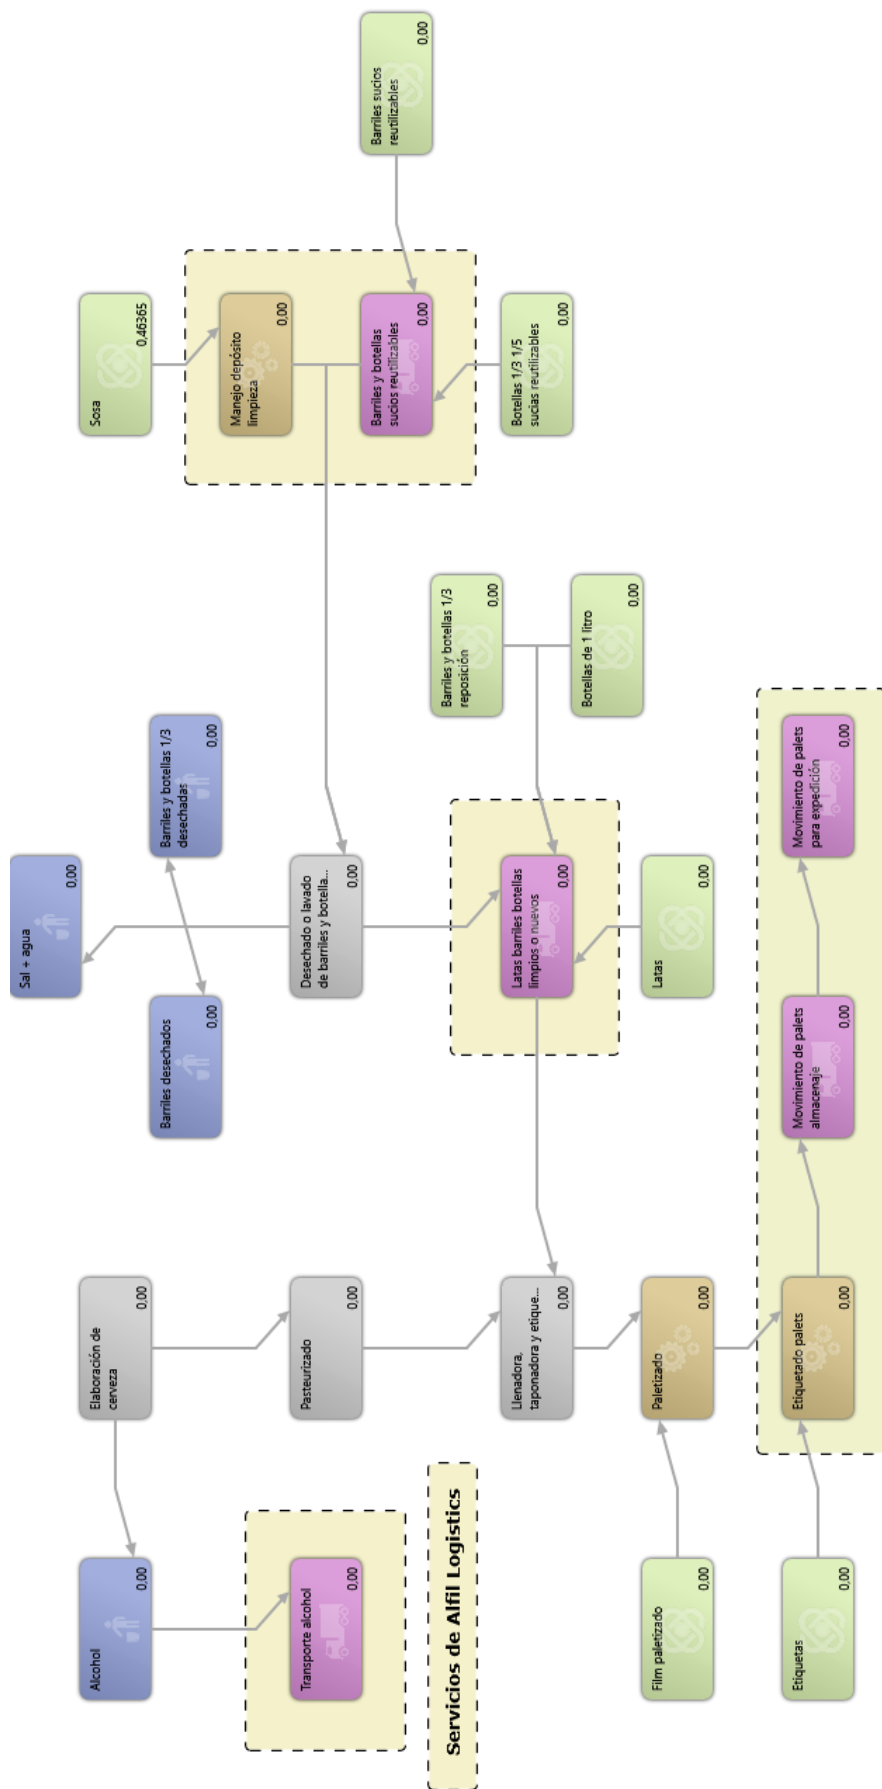 Sal + agua
0,00
Alcohol
0,00
Elaboración de
cerveza
0,00
Sosa
0,46365
Barriles desechados
0,00
Barriles y botellas 1/3
desechadas
0,00
Manejo depósito
limpieza
0,00
Transporte alcohol
0,00
Pasteurizado
0,00
Desechado o lavado
de barriles y botella...
0,00
Barriles y botellas
sucios reutilizables
0,00
Barriles sucios
reutilizables
0,00
Servicios de Alfil Logistics
Barriles y botellas 1/3
reposición
0,00
Llenadora,
taponadora y etique...
0,00
Latas barriles botellas
limpios o nuevos
0,00
Botellas 1/3 1/5
sucias reutilizables
0,00
Botellas de 1 litro
0,00
Film paletizado
0,00
Paletizado
0,00
Latas
0,00
Etiquetas
0,00
Etiquetado palets
0,00
Movimiento de palets
almacenaje
0,00
Movimiento de palets
para expedición
0,00